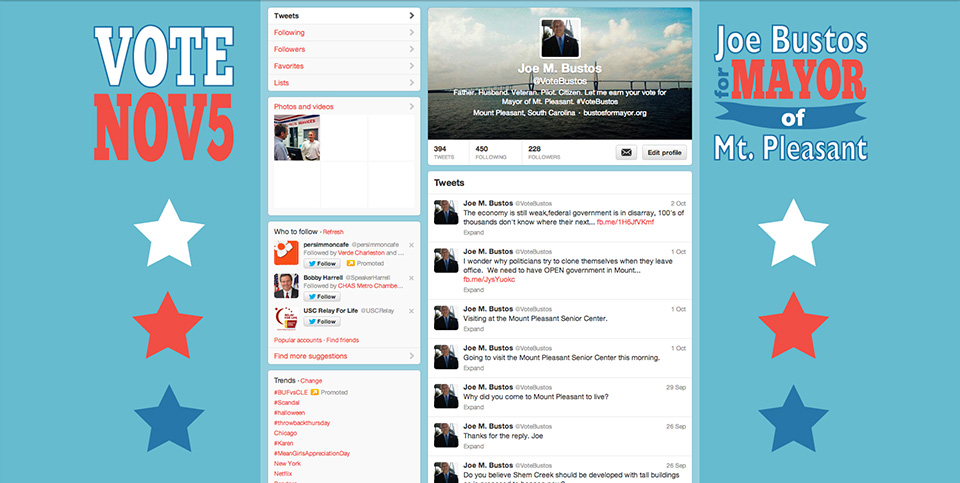 VOTE
NOV5
Tweets
Following
Followers
Favorites
Lists
Photos and videos
Who to follow · Refresh
persimmoncafe @persimmoncafe
Followed by Verde Charleston and ...
Follow Promoted
Bobby Harrell @SpeakerHarrell
Followed by CHAS Metro Chambe...
Follow
USC Relay For Life @USCRelay
Follow
Popular accounts · Find friends
Find more suggestions
Trends · Change
#BUFvsCLE Promoted
#Scandal
#halloween
#throwbackthursday
Chicago
#Karen
#MeanGirlsAppreciationDay
New York
Netflix
Joe M. Bustos
@VoteBustos
Father. Husband. Veteran. Pilot. Citizen. Let me earn your vote for
Mayor of Mt. Pleasant. #VoteBustos
Mount Pleasant, South Carolina · bustosformayor.org
394 450 228
TWEETS FOLLOWING FOLLOWERS
Edit profile
Tweets
Joe M. Bustos @VoteBustos 2 Oct
The economy is still weak,federal government is in disarray, 100's of
thousands don't know where their next... fb.me/1H6JfVKmf
Expand
Joe M. Bustos @VoteBustos 1 Oct
I wonder why politicians try to clone themselves when they leave
office. We need to have OPEN government in Mount...
fb.me/JysYuokc
Expand
Joe M. Bustos @VoteBustos 1 Oct
Visiting at the Mount Pleasant Senior Center.
Expand
Joe M. Bustos @VoteBustos 1 Oct
Going to visit the Mount Pleasant Senior Center this morning.
Expand
Joe M. Bustos @VoteBustos 29 Sep
Why did you come to Mount Pleasant to live?
Expand
Joe M. Bustos @VoteBustos 26 Sep
Thanks for the reply. Joe
Expand
Joe M. Bustos @VoteBustos 26 Sep
Do you believe Shem Creek should be developed with tall buildings
Joe Bustos
for MAYOR
of
Mt. Pleasant